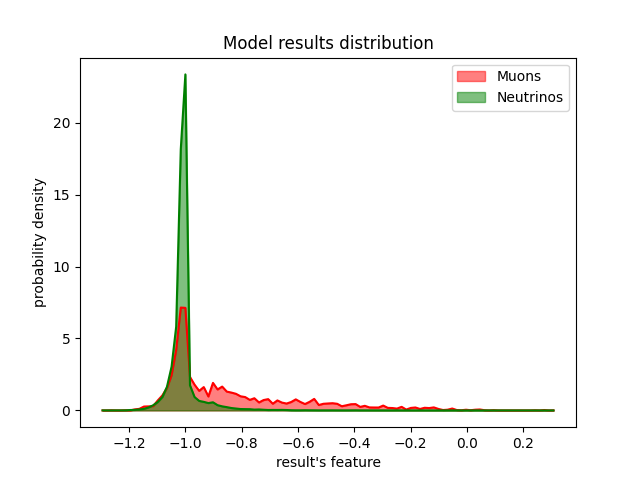 Model results distribution
Muons
Neutrinos
probability density
20
15
10
5
0
−1.2
−1.0
−0.8
−0.6
−0.4
−0.2
0.0
0.2
result's feature